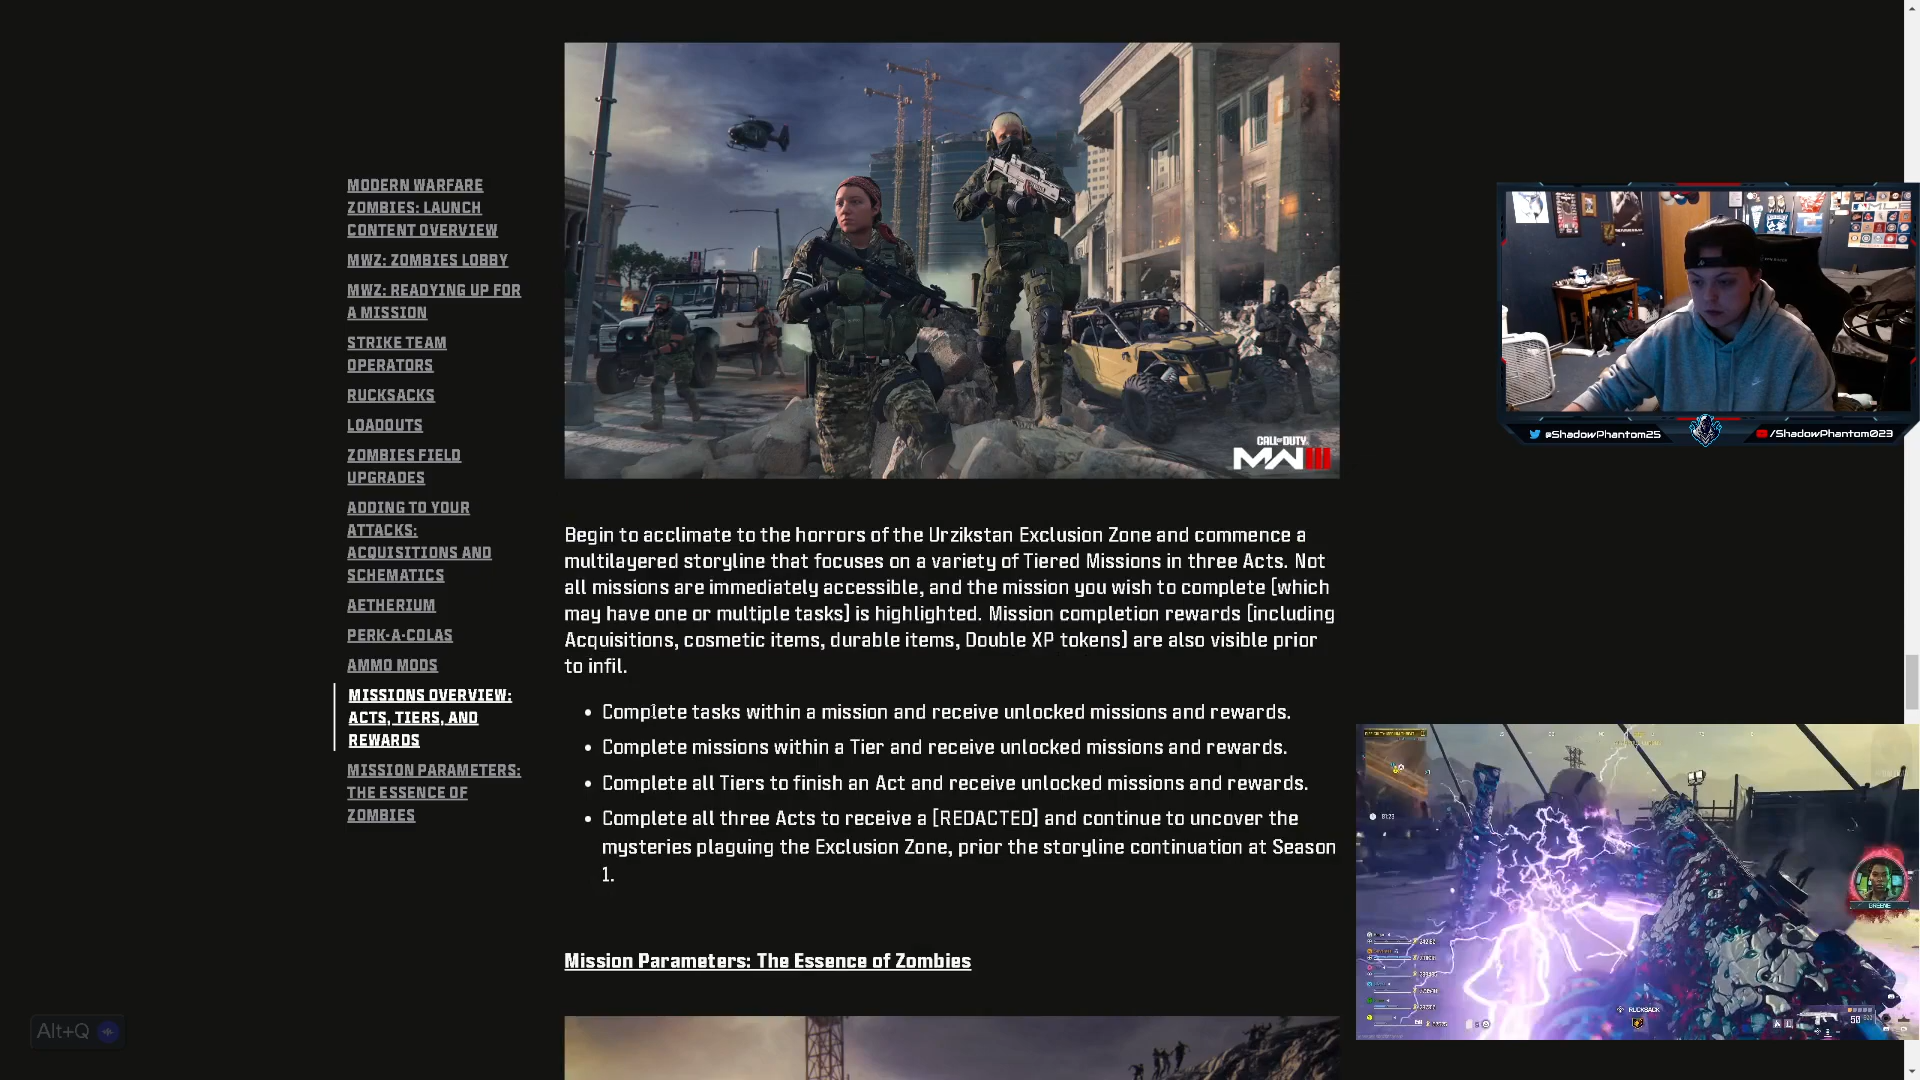 MODERN WARFARE
ZOMBIES: LAUNCH
CONTENT OVERVIEW
MWZ: ZOMBIES LOBBY
MWZ: READYING UP FOR
A MISSION
STRIKE TEAM
OPERATORS
RUCKSACKS
LOADOUTS
ZOMBIES FIELD
UPGRADES
ADDING TO YOUR
ATTACKS:
ACQUISITIONS AND
SCHEMATICS
AETHERIUM
PERK-A-COLAS
AMMO MODS
MISSIONS OVERVIEW:
ACTS, TIERS, AND
REWARDS
MISSION PARAMETERS:
THE ESSENCE OF
ZOMBIES
CALL OF DUTY
MWIII
Begin to acclimate to the horrors of the Urzikstan Exclusion Zone and commence a
multilayered storyline that focuses on a variety of Tiered Missions in three Acts. Not
all missions are immediately accessible, and the mission you wish to complete [which
may have one or multiple tasks] is highlighted. Mission completion rewards [including
Acquisitions, cosmetic items, durable items, Double XP tokens] are also visible prior
to infil.
• Complete tasks within a mission and receive unlocked missions and rewards.
• Complete missions within a Tier and receive unlocked missions and rewards.
• Complete all Tiers to finish an Act and receive unlocked missions and rewards.
• Complete all three Acts to receive a [REDACTED] and continue to uncover the
mysteries plaguing the Exclusion Zone, prior the storyline continuation at Season
1.
Mission Parameters: The Essence of Zombies
@ShadowPhantom25
/ShadowPhantom023
GREENE
RUCKSACK
50
Alt+Q